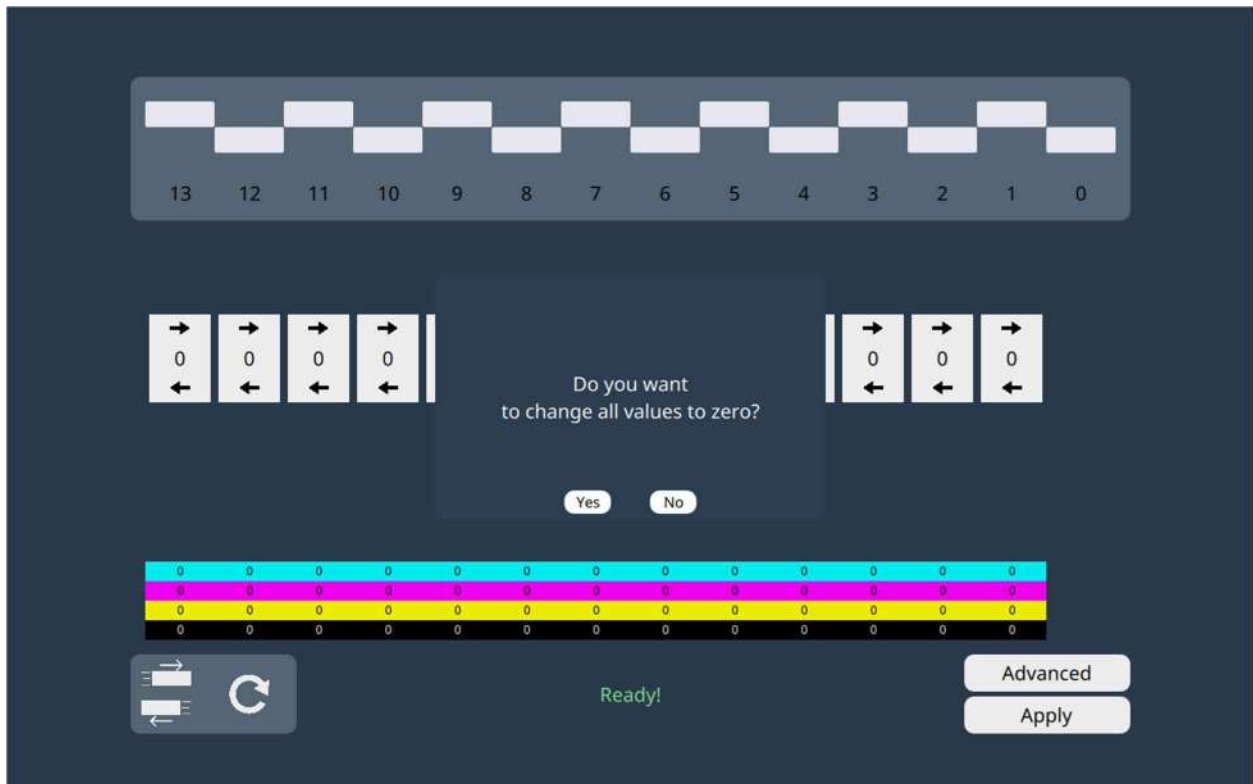 13 12 11 10 9 8 7 6 5 4 3 2 1 0
0 0 0 0 0 0 0
Do you want
to change all values to zero?
Yes No
0 0 0 0 0 0 0 0 0 0 0 0 0
0 0 0 0 0 0 0 0 0 0 0 0 0
0 0 0 0 0 0 0 0 0 0 0 0 0
0 0 0 0 0 0 0 0 0 0 0 0 0
Advanced
Ready!
Apply